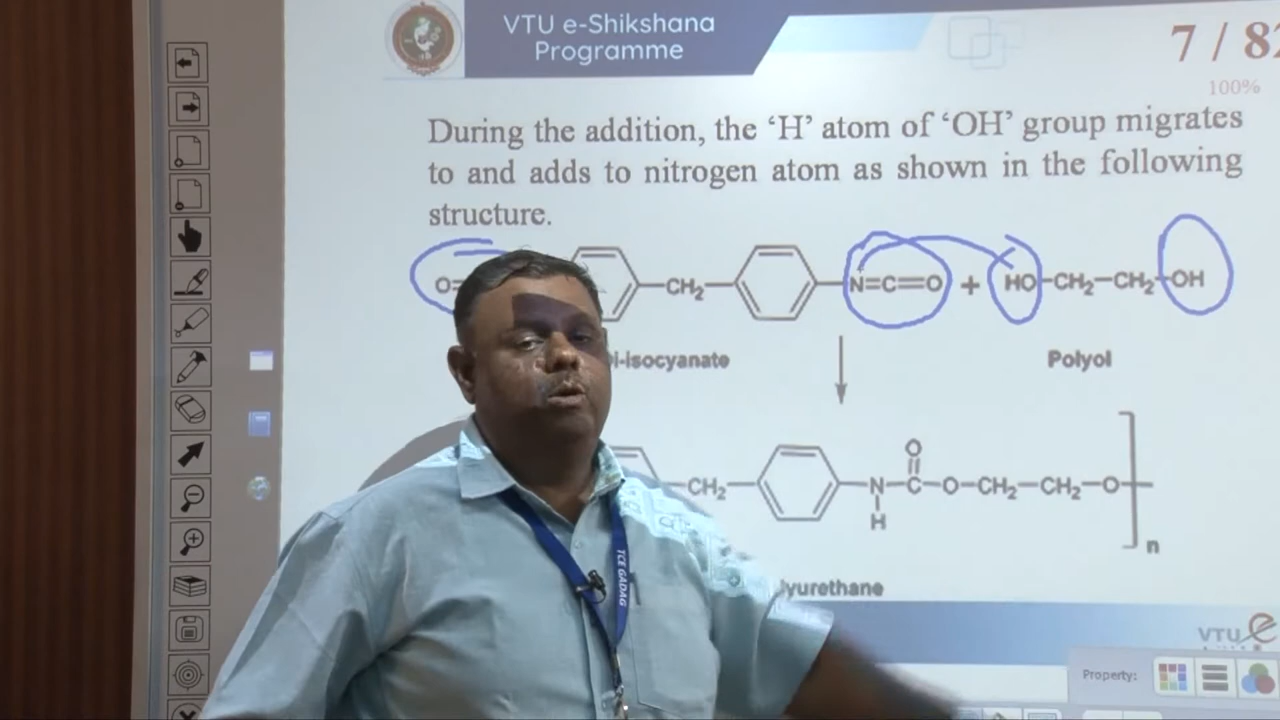 VTU e-Shikshana
Programme
7 / 82
100%
During the addition, the ‘H’ atom of ‘OH’ group migrates
to and adds to nitrogen atom as shown in the following
structure.
O= CH₂ N=C=O + HO-CH₂-CH₂-OH
i-isocyanate Polyol
O
CH₂ N-C-O-CH₂-CH₂-O
H
n
lyurethane
TCE GADAG
VTU e
Property: